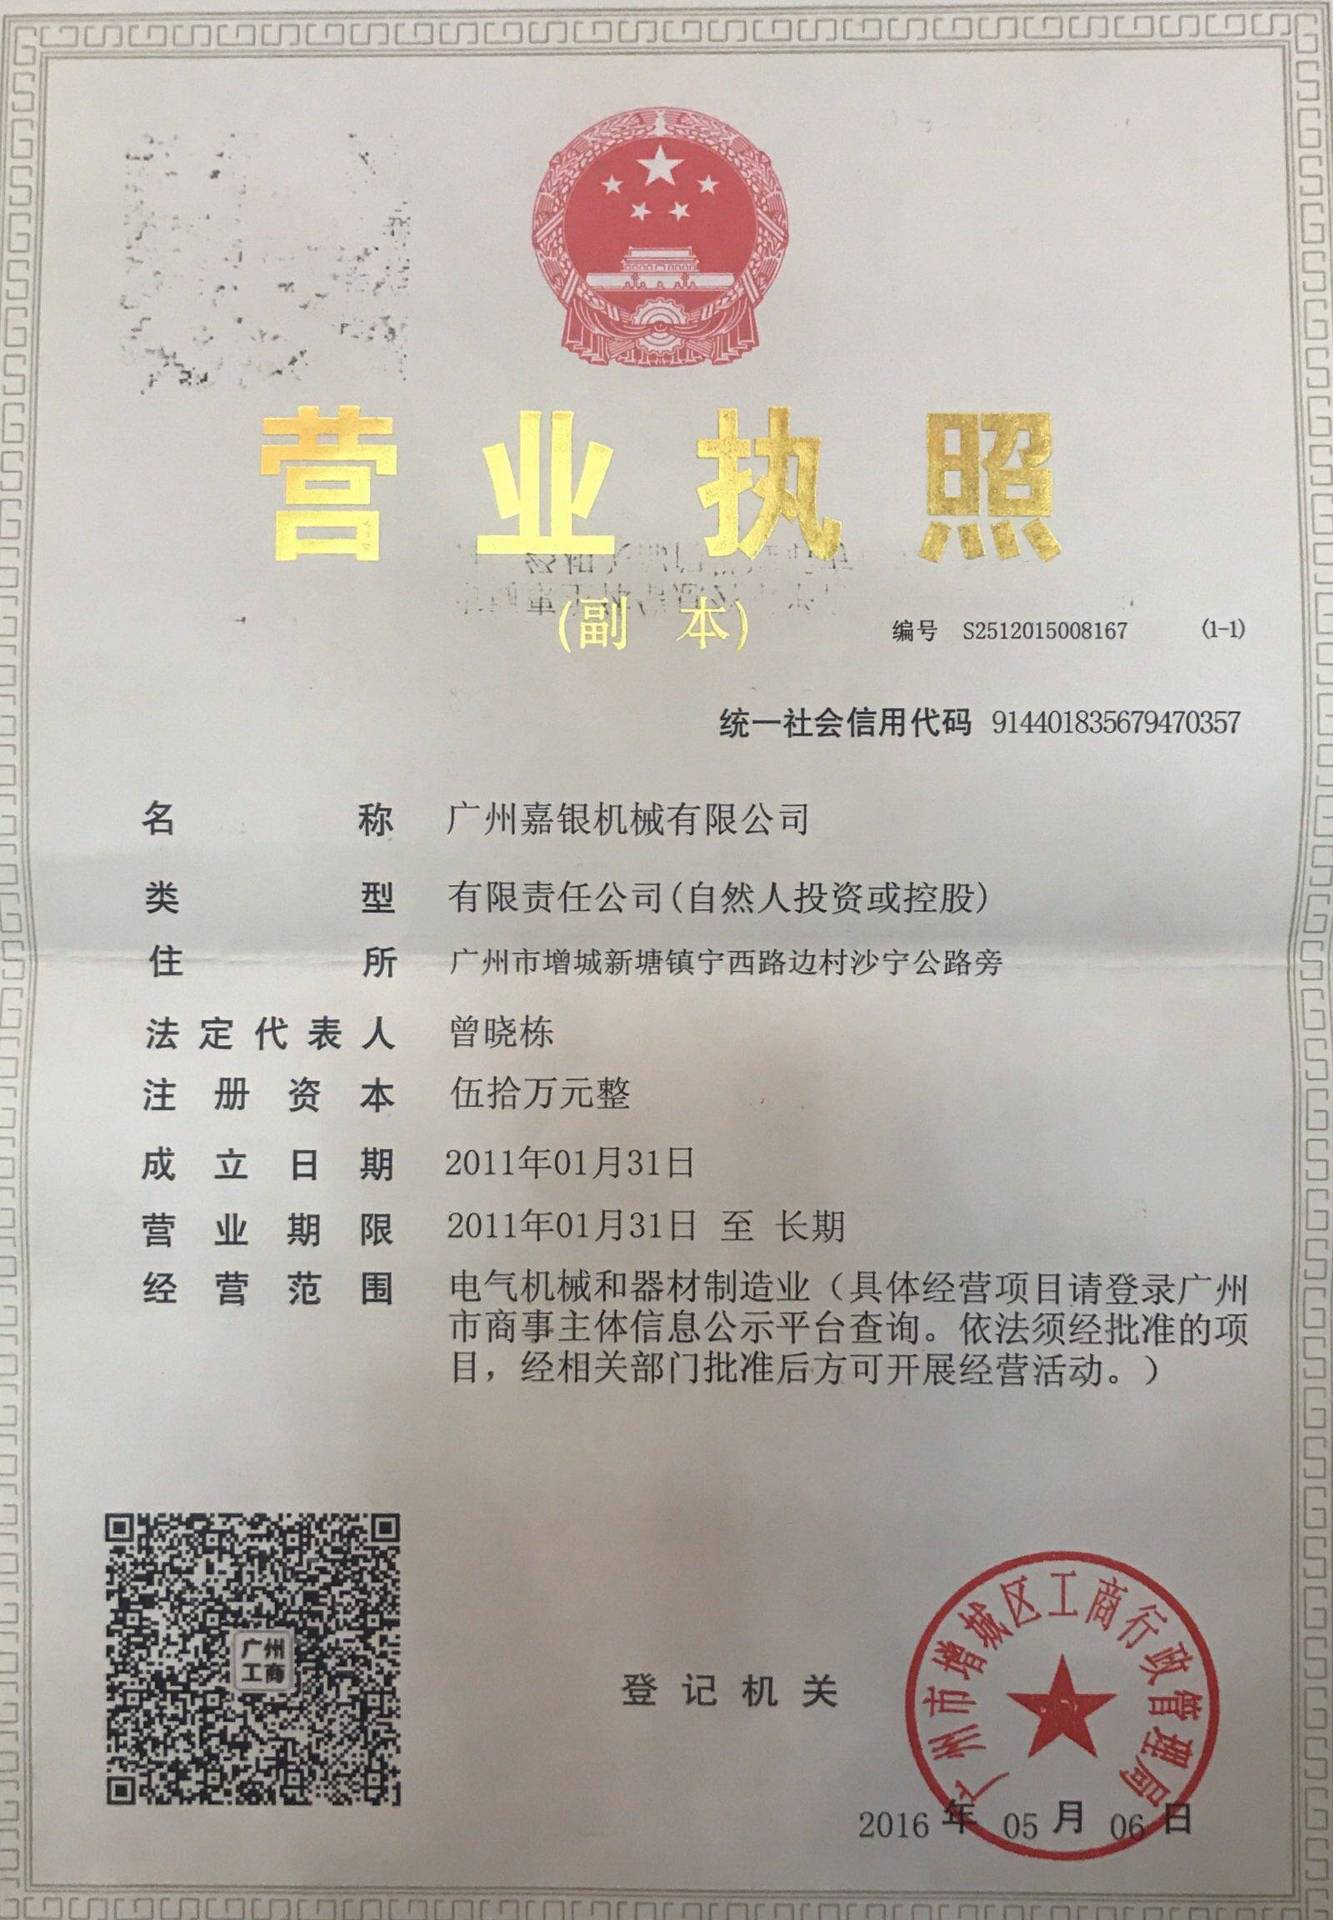 营业执照
(副 本)
编号 S2512015008167 (1-1)
统一社会信用代码 914401835679470357
名称 广州嘉银机械有限公司
类型 有限责任公司(自然人投资或控股)
住所 广州市增城新塘镇宁西路边村沙宁公路旁
法定代表人 曾晓栋
注册资本 伍拾万元整
成立日期 2011年01月31日
营业期限 2011年01月31日 至 长期
经营范围 电气机械和器材制造业（具体经营项目请登录广州
市商事主体信息公示平台查询。依法须经批准的项
目，经相关部门批准后方可开展经营活动。）
广州
工商
登记机关
广州市增城区工商行政管理局
2016 年 05 月 06 日